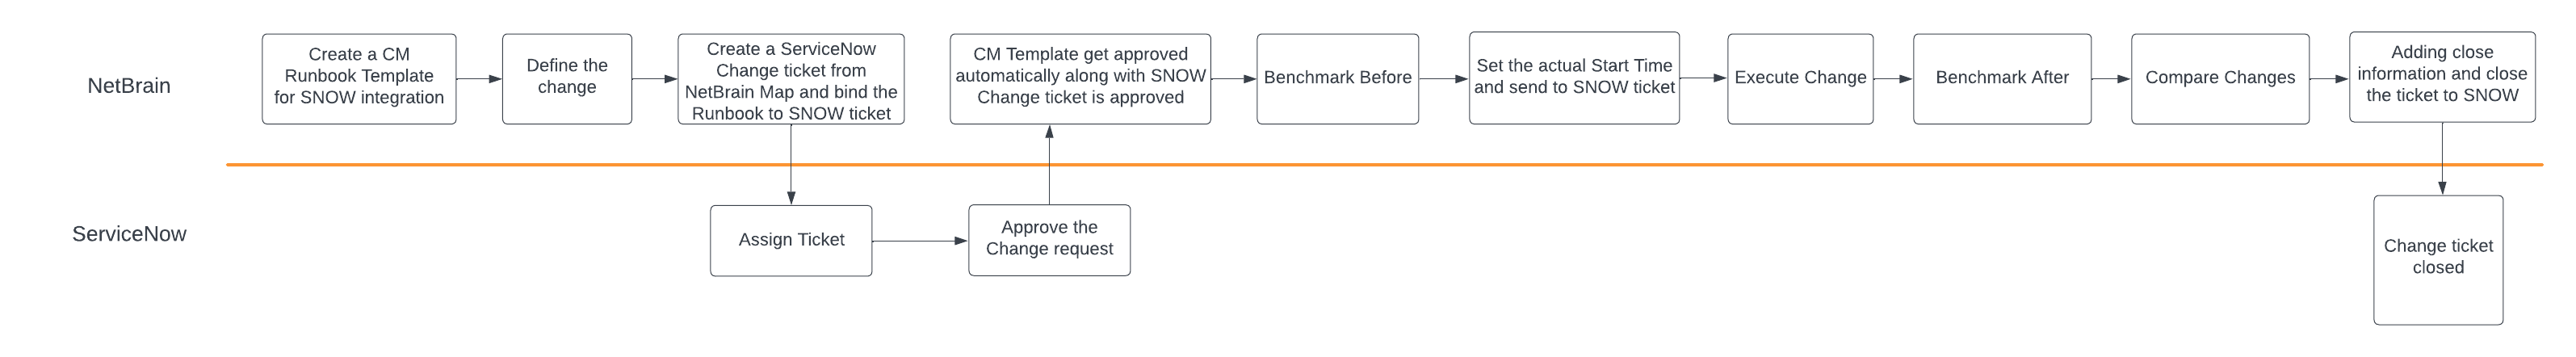 NetBrain
Create a CM
Runbook Template
for SNOW integration
Define the
change
Create a ServiceNow
Change ticket from
NetBrain Map and bind the
Runbook to SNOW ticket
CM Template get approved
automatically along with SNOW
Change ticket is approved
Benchmark Before
Set the actual Start Time
and send to SNOW ticket
Execute Change
Benchmark After
Compare Changes
Adding close
information and close
the ticket to SNOW
ServiceNow
Assign Ticket
Approve the
Change request
Change ticket
closed